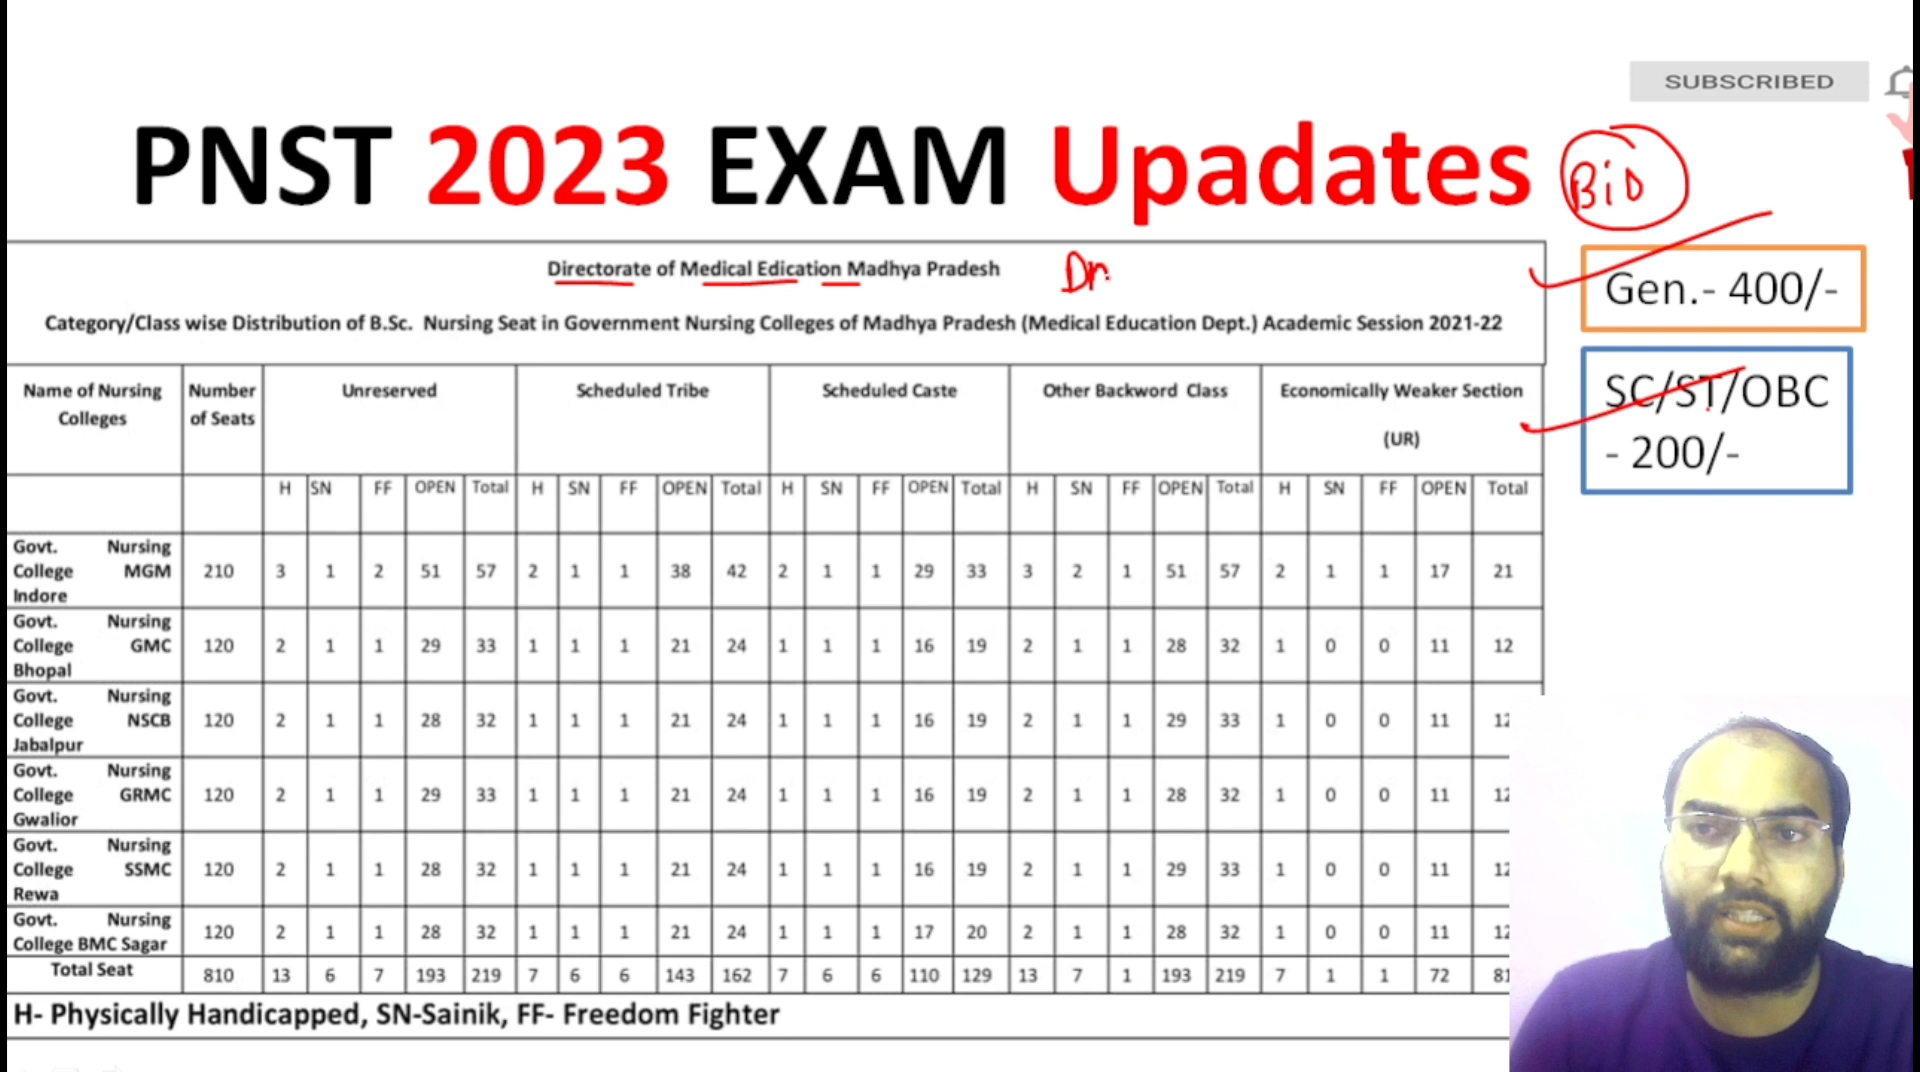 SUBSCRIBED
PNST 2023 EXAM Upadates
Bio
Directorate of Medical Edication Madhya Pradesh
Dr.
Gen.- 400/-
Category/Class wise Distribution of B.Sc. Nursing Seat in Government Nursing Colleges of Madhya Pradesh (Medical Education Dept.) Academic Session 2021-22
SC/ST/OBC
- 200/-
Name of Nursing Colleges Number of Seats Unreserved Scheduled Tribe Scheduled Caste Other Backword Class Economically Weaker Section (UR)
H SN FF OPEN Total H SN FF OPEN Total H SN FF OPEN Total H SN FF OPEN Total H SN FF OPEN Total
Govt. Nursing College MGM Indore 210 3 1 2 51 57 2 1 1 38 42 2 1 1 29 33 3 2 1 51 57 2 1 1 17 21
Govt. Nursing College GMC Bhopal 120 2 1 1 29 33 1 1 1 21 24 1 1 1 16 19 2 1 1 28 32 1 0 0 11 12
Govt. Nursing College NSCB Jabalpur 120 2 1 1 28 32 1 1 1 21 24 1 1 1 16 19 2 1 1 29 33 1 0 0 11 12
Govt. Nursing College GRMC Gwalior 120 2 1 1 29 33 1 1 1 21 24 1 1 1 16 19 2 1 1 28 32 1 0 0 11 12
Govt. Nursing College SSMC Rewa 120 2 1 1 28 32 1 1 1 21 24 1 1 1 16 19 2 1 1 29 33 1 0 0 11 12
Govt. Nursing College BMC Sagar 120 2 1 1 28 32 1 1 1 21 24 1 1 1 17 20 2 1 1 28 32 1 0 0 11 12
Total Seat 810 13 6 7 193 219 7 6 6 143 162 7 6 6 110 129 13 7 1 193 219 7 1 1 72 81
H- Physically Handicapped, SN-Sainik, FF- Freedom Fighter